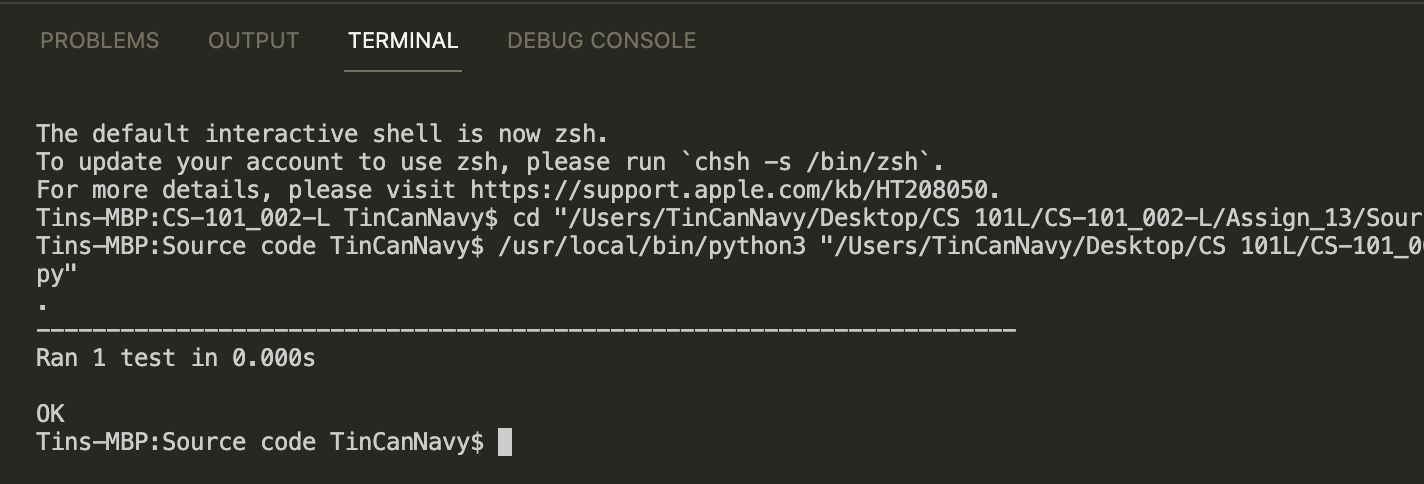 PROBLEMS OUTPUT TERMINAL DEBUG CONSOLE
The default interactive shell is now zsh.
To update your account to use zsh, please run `chsh -s /bin/zsh`.
For more details, please visit https://support.apple.com/kb/HT208050.
Tins-MBP:CS-101_002-L TinCanNavy$ cd "/Users/TinCanNavy/Desktop/CS 101L/CS-101_002-L/Assign_13/Sour
Tins-MBP:Source code TinCanNavy$ /usr/local/bin/python3 "/Users/TinCanNavy/Desktop/CS 101L/CS-101_00
py"
.
----------------------------------------------------------------------
Ran 1 test in 0.000s
OK
Tins-MBP:Source code TinCanNavy$